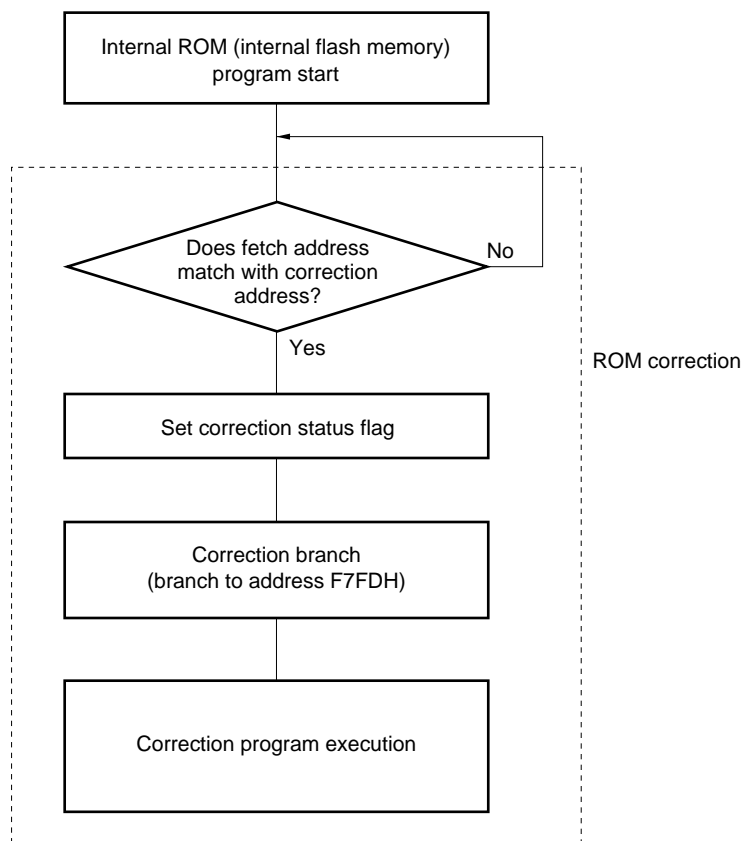 Internal ROM (internal flash memory)
program start
Does fetch address
match with correction
address?
No
Yes
ROM correction
Set correction status flag
Correction branch
(branch to address F7FDH)
Correction program execution